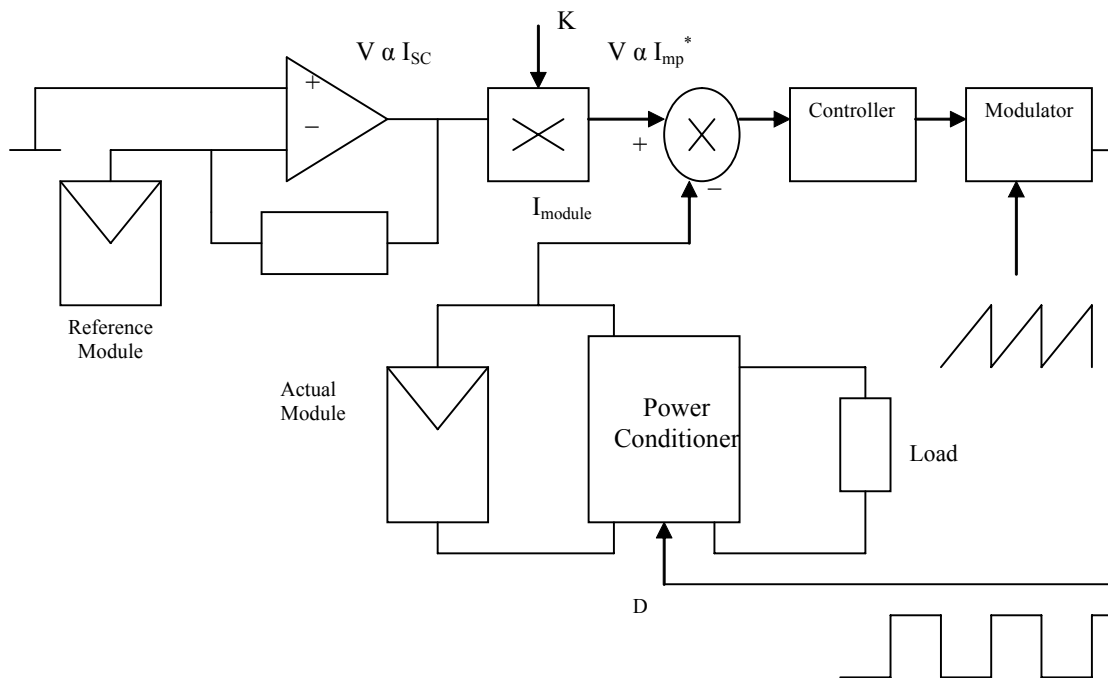 K
V α I_SC
V α I_mp*
+
−
Controller
Modulator
+
−
I_module
Reference
Module
Actual
Module
Power
Conditioner
Load
D